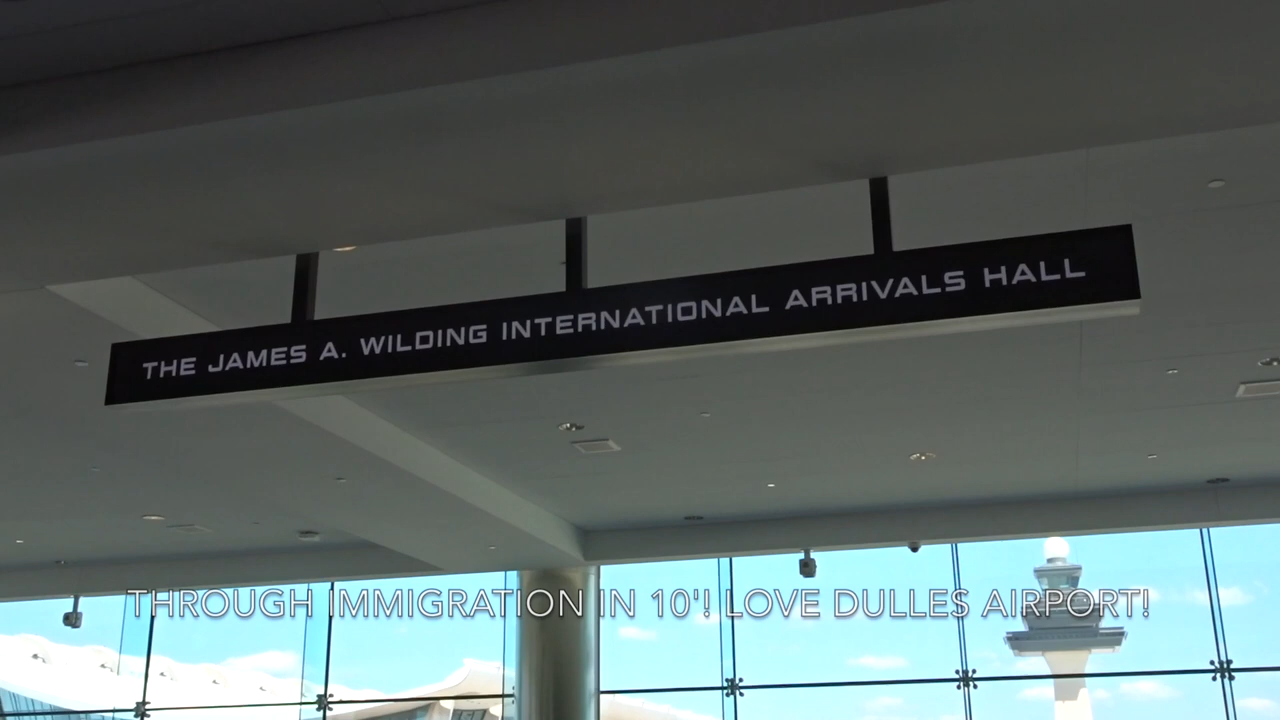 THE JAMES A. WILDING INTERNATIONAL ARRIVALS HALL
THROUGH IMMIGRATION IN 10'! LOVE DULLES AIRPORT!